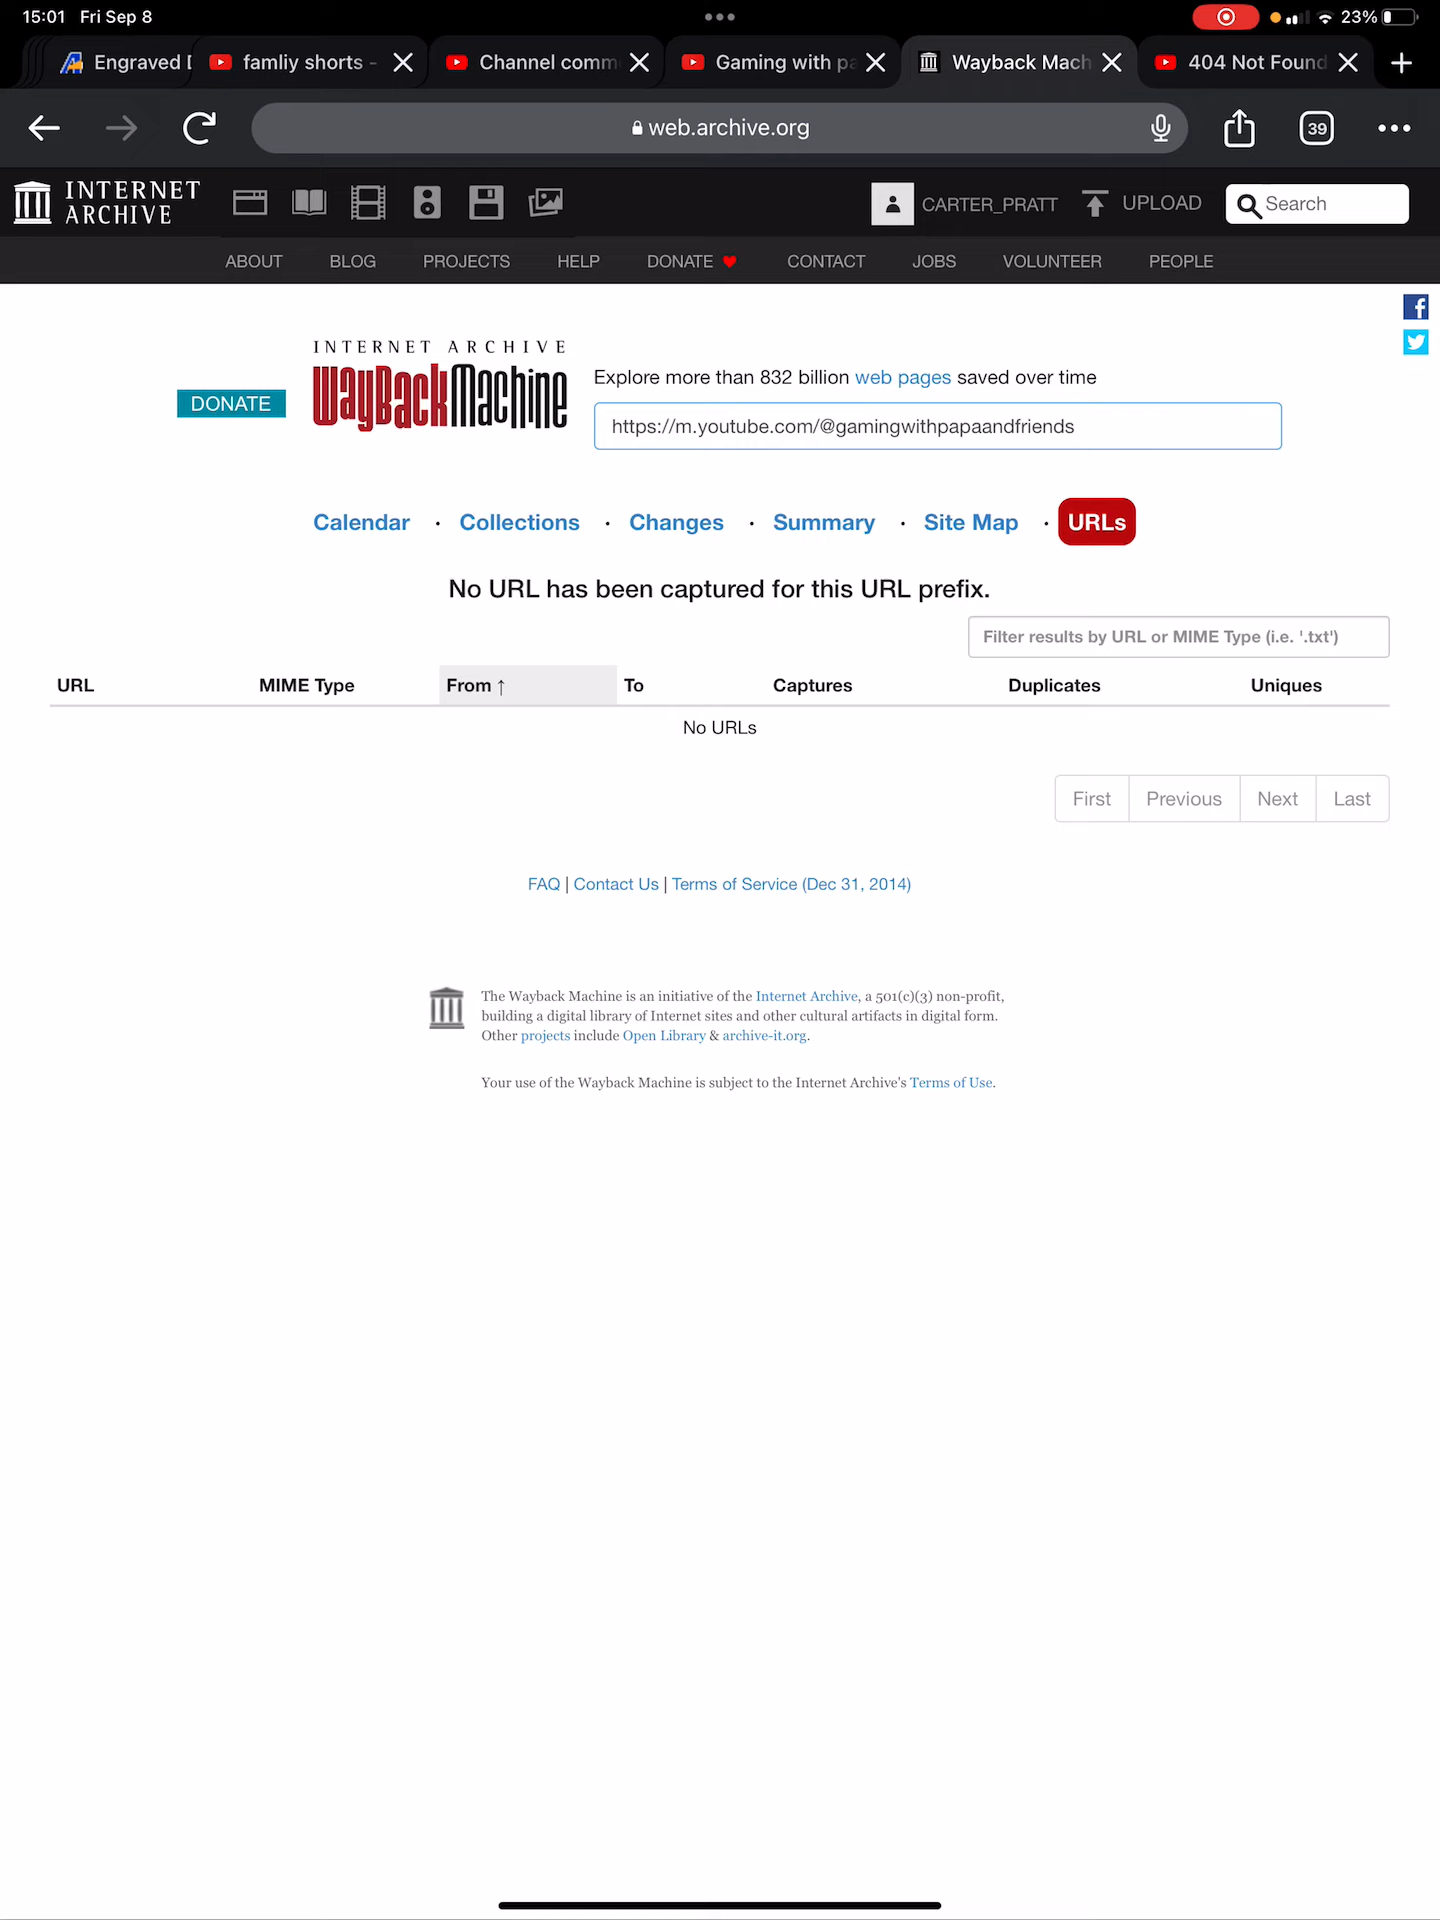 15:01 Fri Sep 8
23%
Engraved
famliy shorts -
Channel comm
Gaming with pa
Wayback Mach
404 Not Found
web.archive.org
39
INTERNET
ARCHIVE
CARTER_PRATT
UPLOAD
Search
ABOUT BLOG PROJECTS HELP DONATE CONTACT JOBS VOLUNTEER PEOPLE
DONATE
INTERNET ARCHIVE
WayBackMachine
Explore more than 832 billion web pages saved over time
https://m.youtube.com/@gamingwithpapaandfriends
Calendar · Collections · Changes · Summary · Site Map · URLs
No URL has been captured for this URL prefix.
Filter results by URL or MIME Type (i.e. '.txt')
URL MIME Type From ↑ To Captures Duplicates Uniques
No URLs
First Previous Next Last
FAQ | Contact Us | Terms of Service (Dec 31, 2014)
The Wayback Machine is an initiative of the Internet Archive, a 501(c)(3) non-profit,
building a digital library of Internet sites and other cultural artifacts in digital form.
Other projects include Open Library & archive-it.org.
Your use of the Wayback Machine is subject to the Internet Archive's Terms of Use.